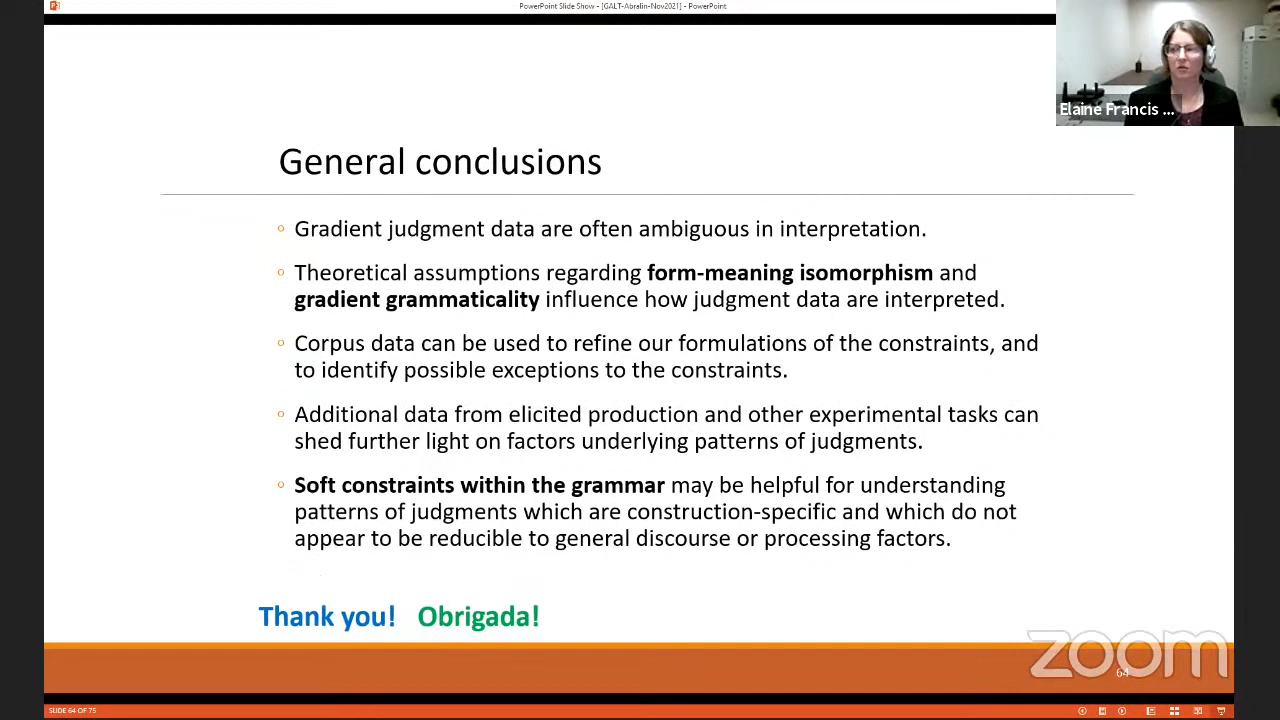 PowerPoint Slide Show - [GALT-Abralin-Nov2021] - PowerPoint
Elaine Francis ...
General conclusions
Gradient judgment data are often ambiguous in interpretation.
Theoretical assumptions regarding form-meaning isomorphism and
gradient grammaticality influence how judgment data are interpreted.
Corpus data can be used to refine our formulations of the constraints, and
to identify possible exceptions to the constraints.
Additional data from elicited production and other experimental tasks can
shed further light on factors underlying patterns of judgments.
Soft constraints within the grammar may be helpful for understanding
patterns of judgments which are construction-specific and which do not
appear to be reducible to general discourse or processing factors.
Thank you! Obrigada!
zoom
64
SLIDE 64 OF 75